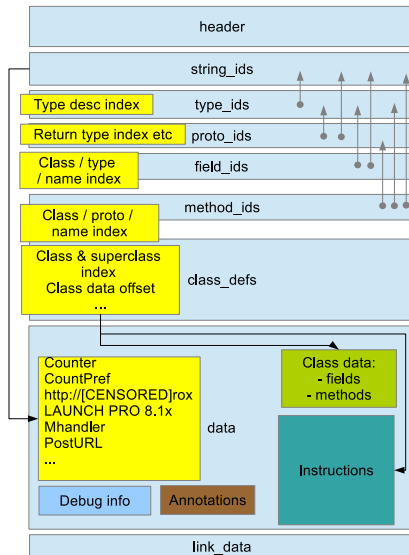 header
string_ids
Type desc index
type_ids
Return type index etc
proto_ids
Class / type
/ name index
field_ids
method_ids
Class / proto /
name index
Class & superclass
index
Class data offset
...
class_defs
Counter
CountPref
http://[CENSORED]rox
LAUNCH PRO 8.1x
Mhandler
PostURL
...
data
Class data:
- fields
- methods
Instructions
Debug info
Annotations
link_data